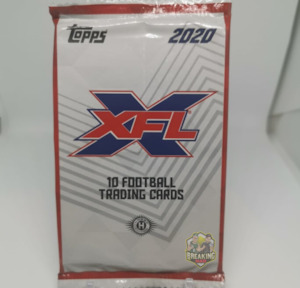 Topps 2020
XFL
10 FOOTBALL
TRADING CARDS
H
BREAKING